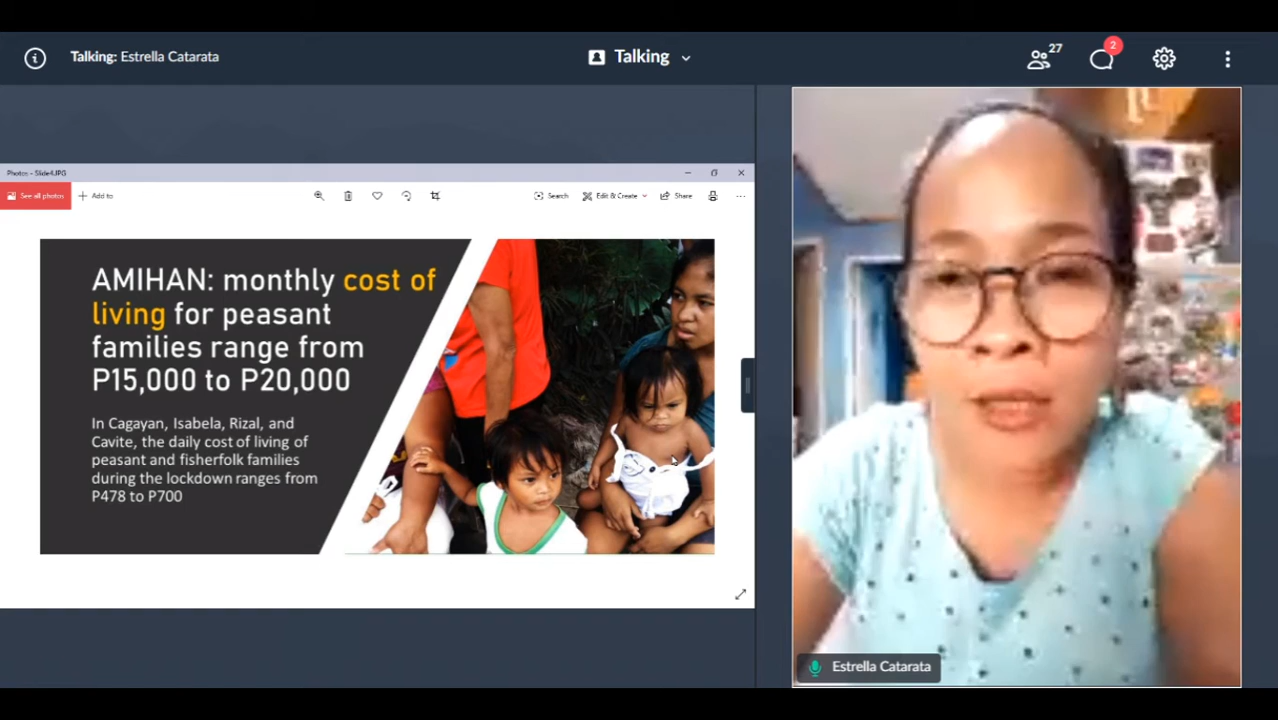 Talking: Estrella Catarata
Talking
27
2
Photos - Slide4.JPG
See all photos
Add to
Search
Edit & Create
Share
AMIHAN: monthly cost of
living for peasant
families range from
P15,000 to P20,000
In Cagayan, Isabela, Rizal, and
Cavite, the daily cost of living of
peasant and fisherfolk families
during the lockdown ranges from
P478 to P700
Estrella Catarata